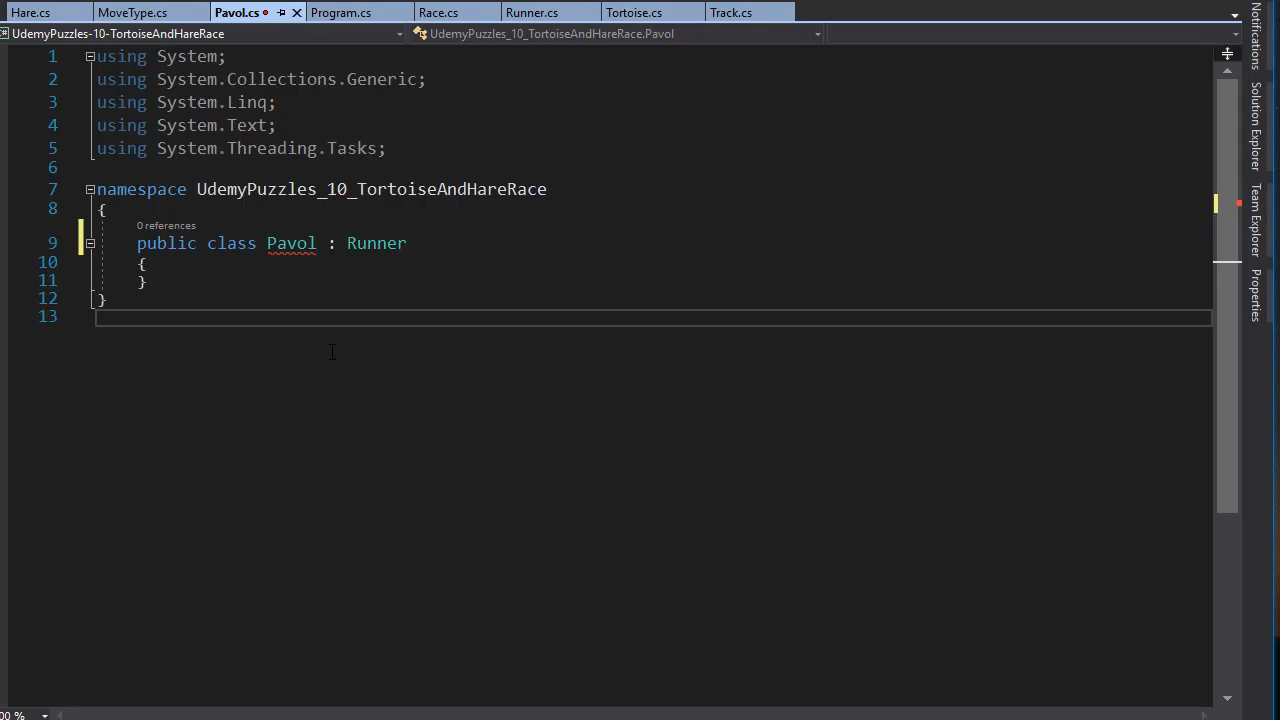 Hare.cs MoveType.cs Pavol.cs Program.cs Race.cs Runner.cs Tortoise.cs Track.cs
UdemyPuzzles-10-TortoiseAndHareRace UdemyPuzzles_10_TortoiseAndHareRace.Pavol
1 using System;
2 using System.Collections.Generic;
3 using System.Linq;
4 using System.Text;
5 using System.Threading.Tasks;
6
7 namespace UdemyPuzzles_10_TortoiseAndHareRace
8 {
0 references
9 public class Pavol : Runner
10 {
11 }
12 }
13
00 %
Notifications
Solution Explorer
Team Explorer
Properties